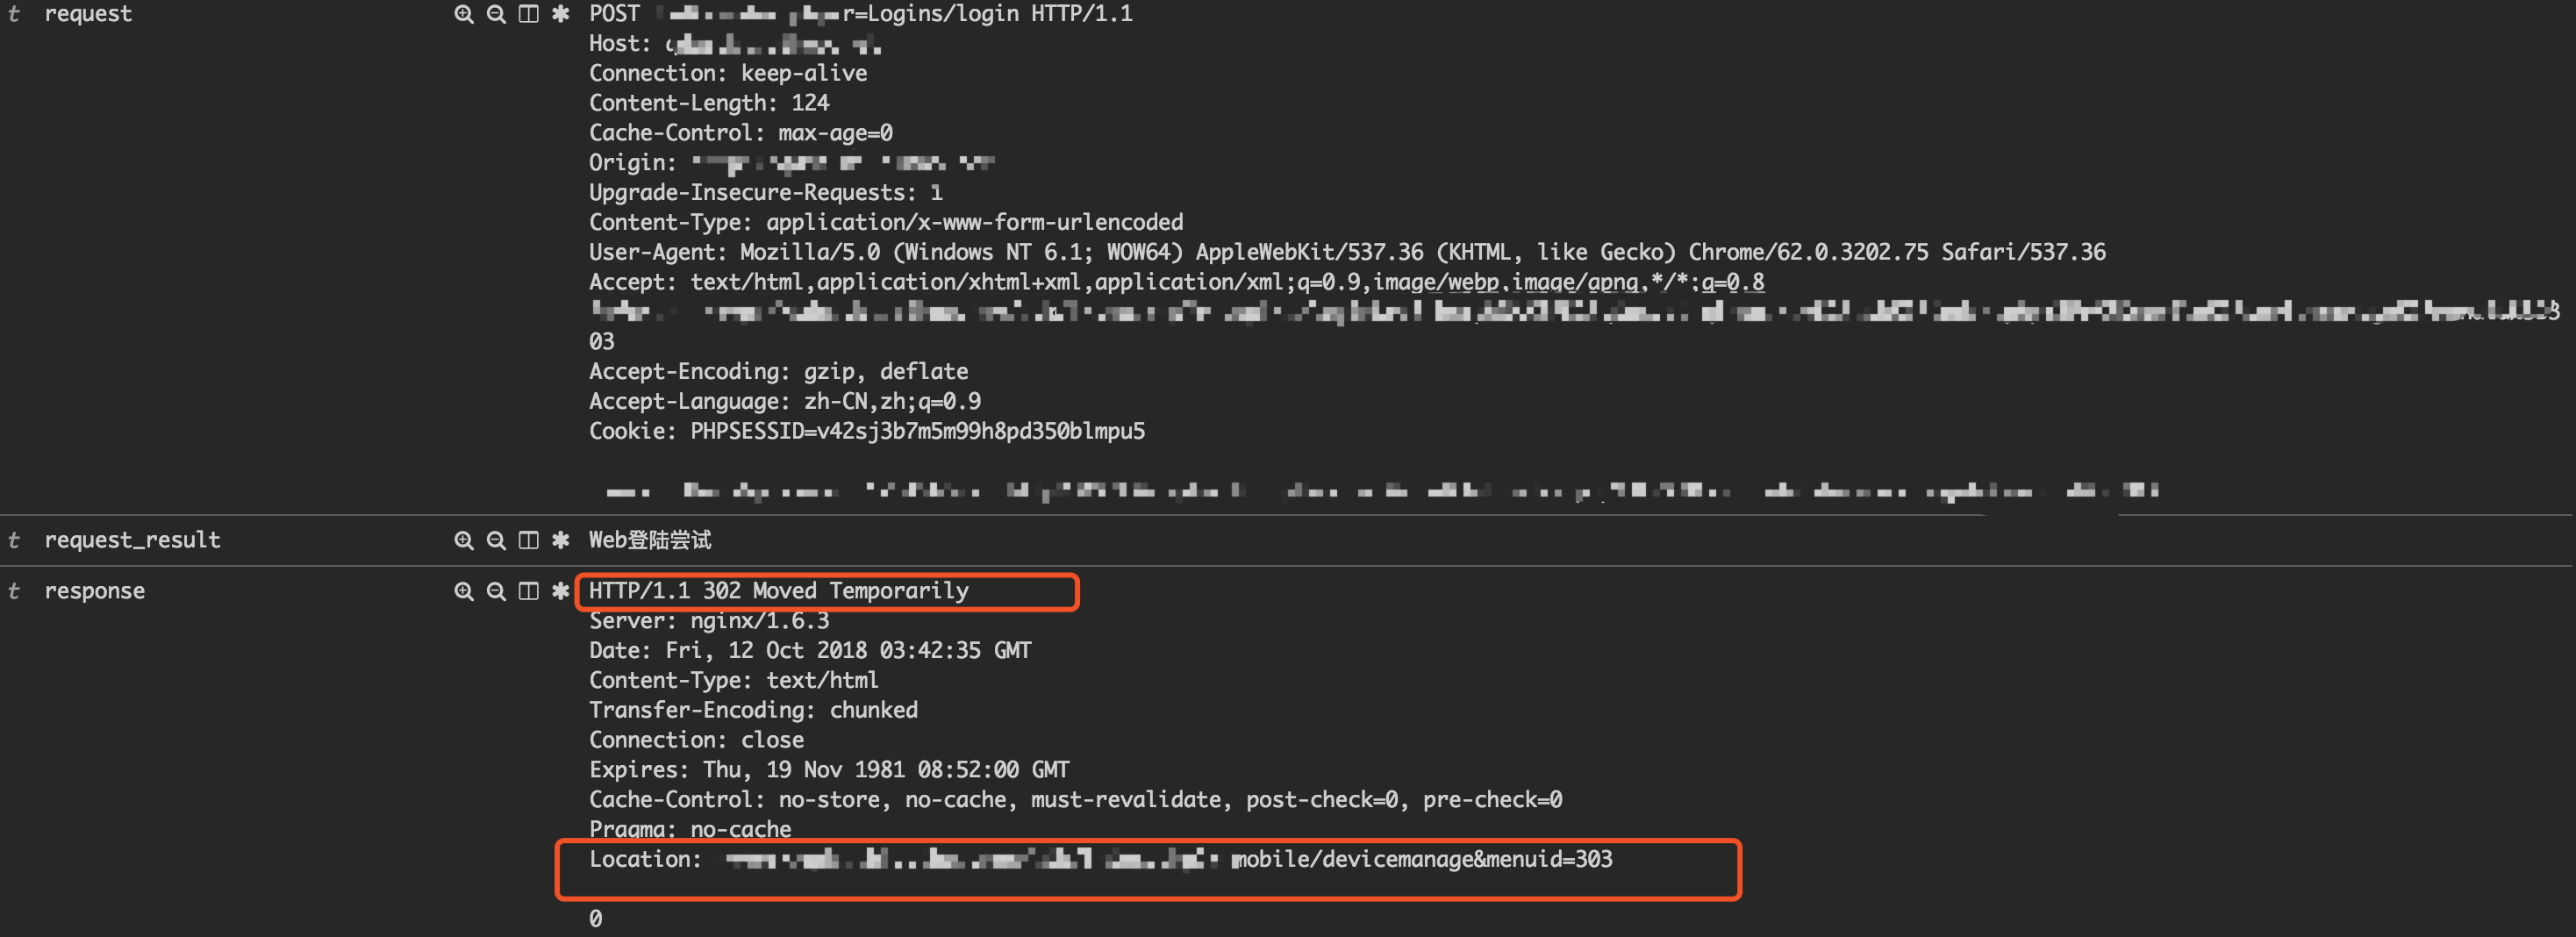 t request POST r=Logins/login HTTP/1.1
Host:
Connection: keep-alive
Content-Length: 124
Cache-Control: max-age=0
Origin:
Upgrade-Insecure-Requests: 1
Content-Type: application/x-www-form-urlencoded
User-Agent: Mozilla/5.0 (Windows NT 6.1; WOW64) AppleWebKit/537.36 (KHTML, like Gecko) Chrome/62.0.3202.75 Safari/537.36
Accept: text/html,application/xhtml+xml,application/xml;q=0.9,image/webp,image/apng,*/*;q=0.8
03
Accept-Encoding: gzip, deflate
Accept-Language: zh-CN,zh;q=0.9
Cookie: PHPSESSID=v42sj3b7m5m99h8pd350blmpu5
t request_result Web登陆尝试
t response HTTP/1.1 302 Moved Temporarily
Server: nginx/1.6.3
Date: Fri, 12 Oct 2018 03:42:35 GMT
Content-Type: text/html
Transfer-Encoding: chunked
Connection: close
Expires: Thu, 19 Nov 1981 08:52:00 GMT
Cache-Control: no-store, no-cache, must-revalidate, post-check=0, pre-check=0
Pragma: no-cache
Location: mobile/devicemanage&menuid=303
0